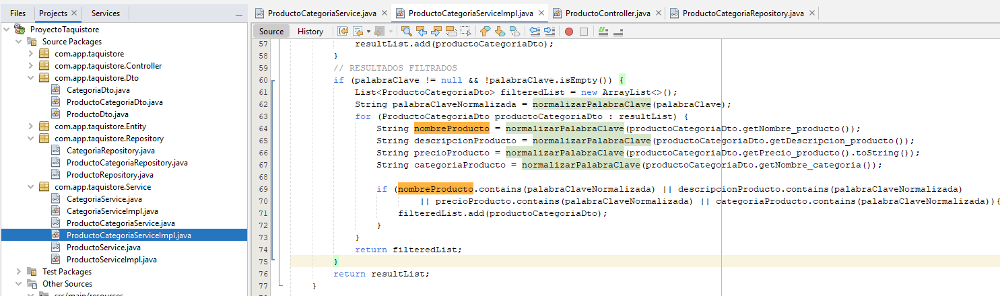 Files Projects Services
ProyectoTaquistore
Source Packages
com.app.taquistore
com.app.taquistore.Controller
com.app.taquistore.Dto
CategoriaDto.java
ProductoCategoriaDto.java
ProductoDto.java
com.app.taquistore.Entity
com.app.taquistore.Repository
CategoriaRepository.java
ProductoCategoriaRepository.java
ProductoRepository.java
com.app.taquistore.Service
CategoriaService.java
CategoriaServiceImpl.java
ProductoCategoriaService.java
ProductoCategoriaServiceImpl.java
ProductoService.java
ProductoServiceImpl.java
Test Packages
Other Sources
src/main/resources
ProductoCategoriaService.java ProductoCategoriaServiceImpl.java ProductoController.java ProductoCategoriaRepository.java
Source History
57 resultList.add(productoCategoriaDto);
58 }
59 // RESULTADOS FILTRADOS
60 if (palabraClave != null && !palabraClave.isEmpty()) {
61 List<ProductoCategoriaDto> filteredList = new ArrayList<>();
62 String palabraClaveNormalizada = normalizarPalabraClave(palabraClave);
63 for (ProductoCategoriaDto productoCategoriaDto : resultList) {
64 String nombreProducto = normalizarPalabraClave(productoCategoriaDto.getNombre_producto());
65 String descripcionProducto = normalizarPalabraClave(productoCategoriaDto.getDescripcion_producto());
66 String precioProducto = normalizarPalabraClave(productoCategoriaDto.getPrecio_producto().toString());
67 String categoriaProducto = normalizarPalabraClave(productoCategoriaDto.getNombre_categoria());
68
69 if (nombreProducto.contains(palabraClaveNormalizada) || descripcionProducto.contains(palabraClaveNormalizada)
70 || precioProducto.contains(palabraClaveNormalizada) || categoriaProducto.contains(palabraClaveNormalizada)){
71 filteredList.add(productoCategoriaDto);
72 }
73 }
74 return filteredList;
75 }
76 return resultList;
77 }